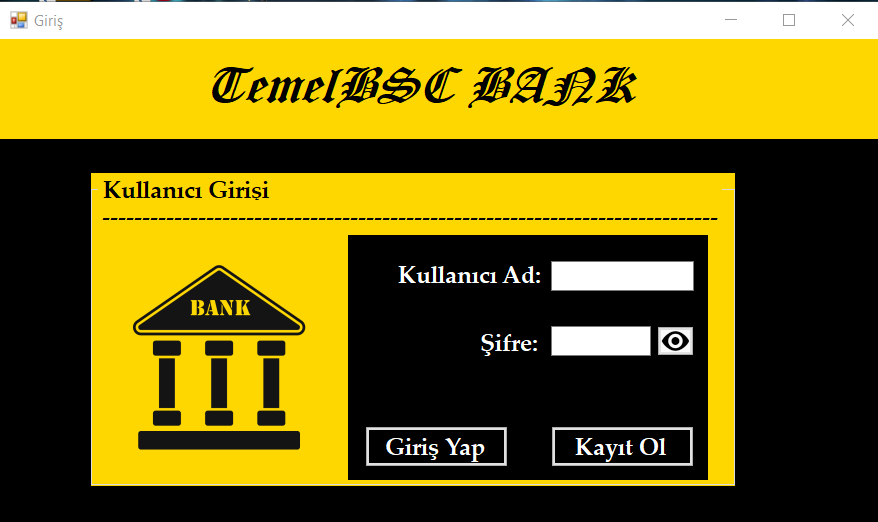 Giriş
TemelBSC BANK
Kullanıcı Girişi
--------------------------------------------------------------------------------
BANK
Kullanıcı Ad:
Şifre:
Giriş Yap
Kayıt Ol